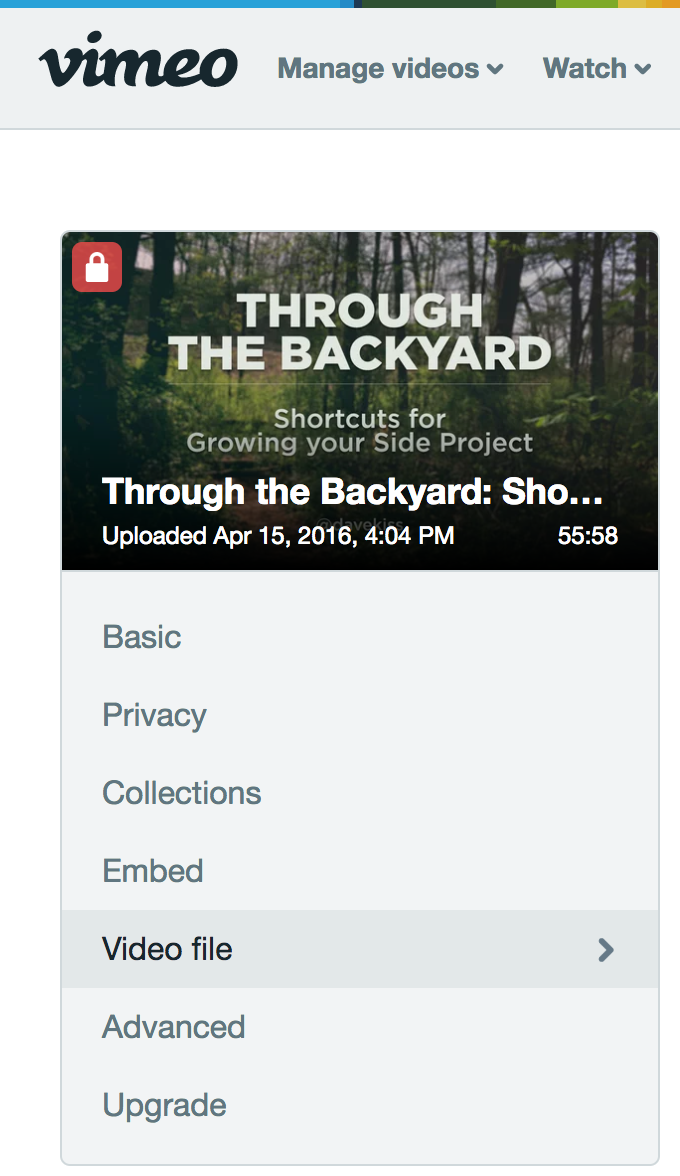 vimeo Manage videos Watch
THROUGH
THE BACKYARD
Shortcuts for
Growing your Side Project
Through the Backyard: Sho...
@davekiss
Uploaded Apr 15, 2016, 4:04 PM 55:58
Basic
Privacy
Collections
Embed
Video file
Advanced
Upgrade